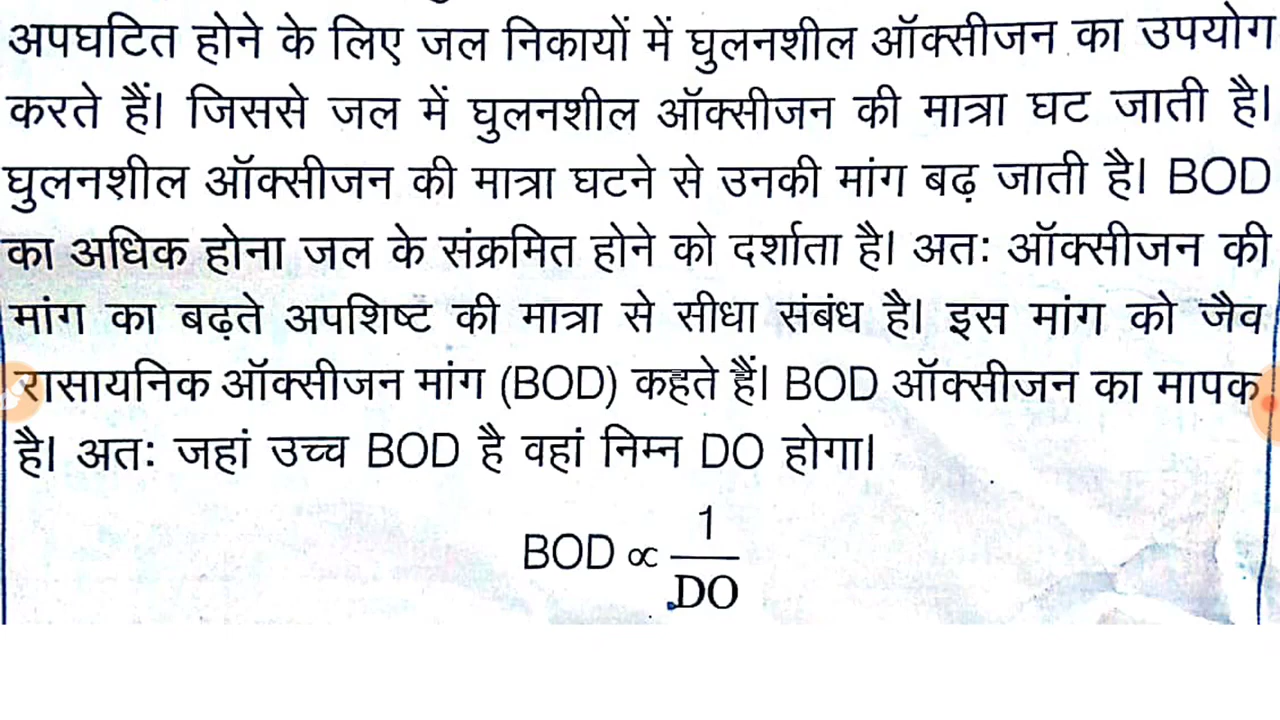 अपघटित होने के लिए जल निकायों में घुलनशील ऑक्सीजन का उपयोग
करते हैं। जिससे जल में घुलनशील ऑक्सीजन की मात्रा घट जाती है।
घुलनशील ऑक्सीजन की मात्रा घटने से उनकी मांग बढ़ जाती है। BOD
का अधिक होना जल के संक्रमित होने को दर्शाता है। अतः ऑक्सीजन की
मांग का बढ़ते अपशिष्ट की मात्रा से सीधा संबंध है। इस मांग को जैव
रासायनिक ऑक्सीजन मांग (BOD) कहते हैं। BOD ऑक्सीजन का मापक
है। अतः जहां उच्च BOD है वहां निम्न DO होगा।
BOD ∝ 1/DO